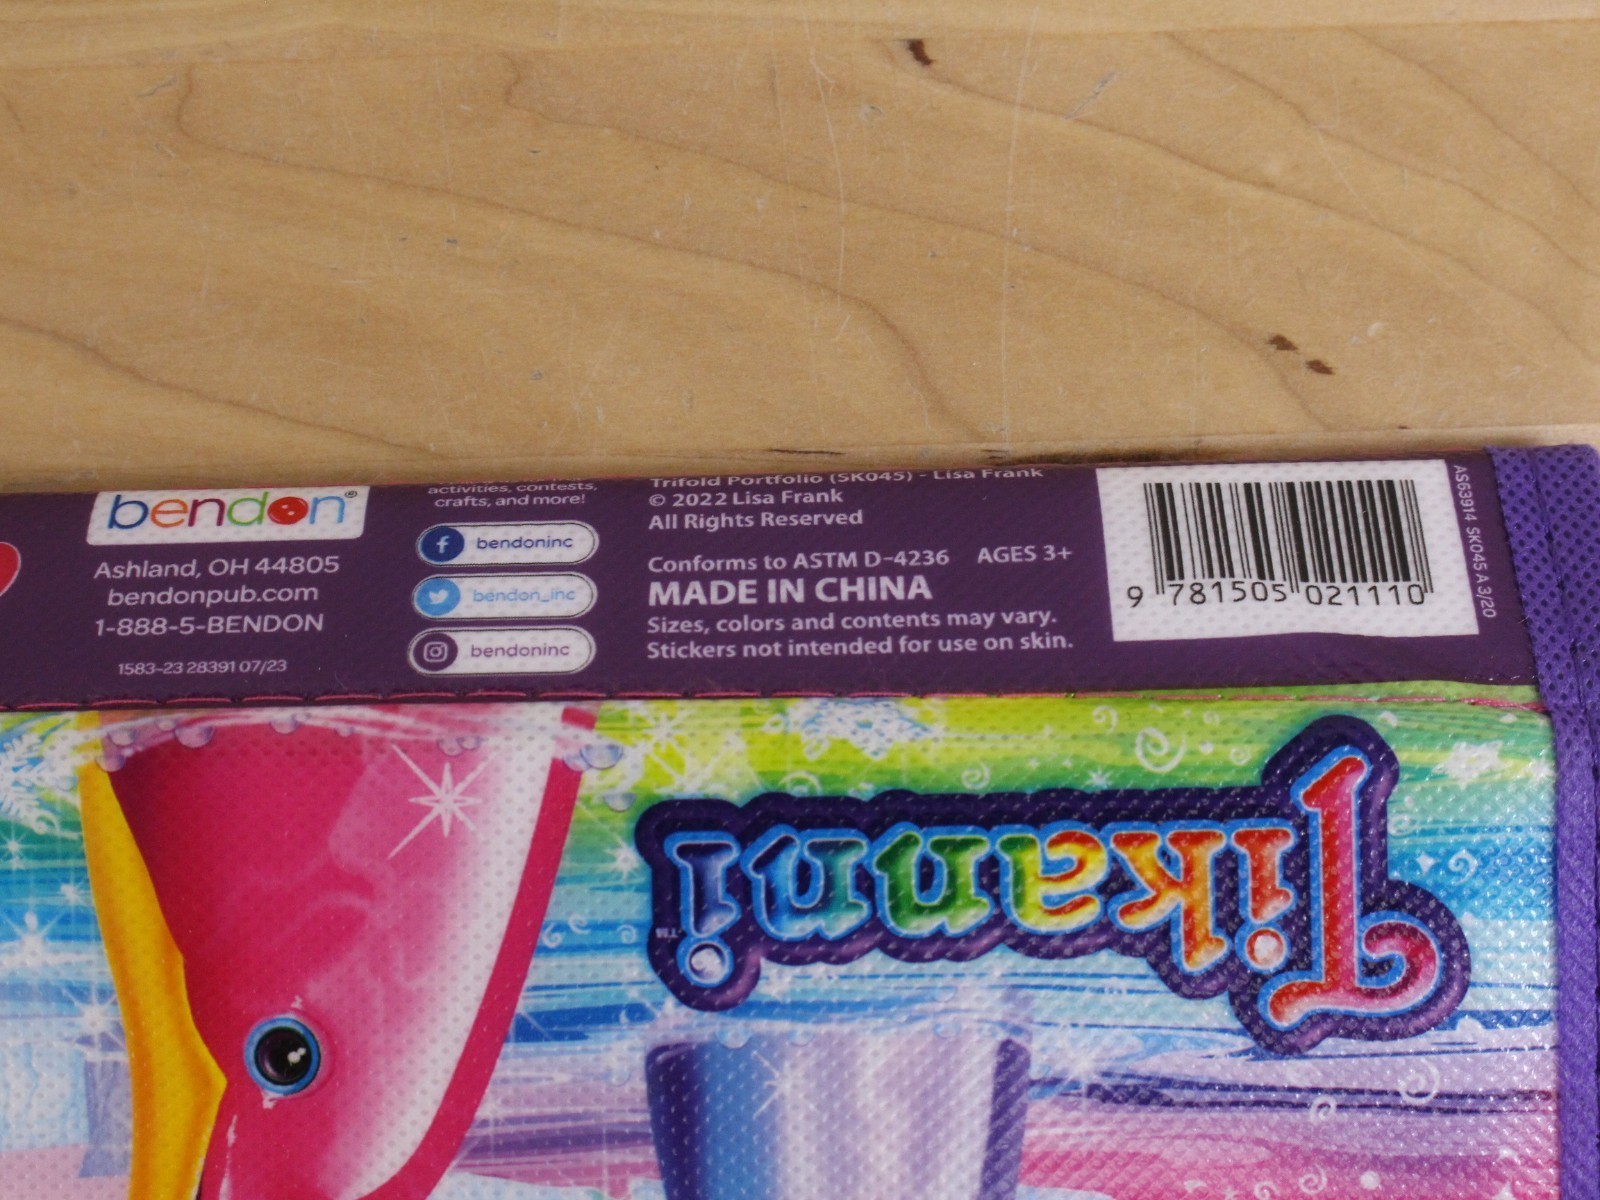 bendon®
Ashland, OH 44805
bendonpub.com
1-888-5-BENDON
1583-23 28391 07/23
activities, contests,
crafts, and more!
bendoninc
bendon_inc
bendoninc
Trifold Portfolio (SK045) - Lisa Frank
© 2022 Lisa Frank
All Rights Reserved
Conforms to ASTM D-4236 AGES 3+
MADE IN CHINA
Sizes, colors and contents may vary.
Stickers not intended for use on skin.
9 781505 021110
AS63914 SK045 A 3/20
Tikanni™